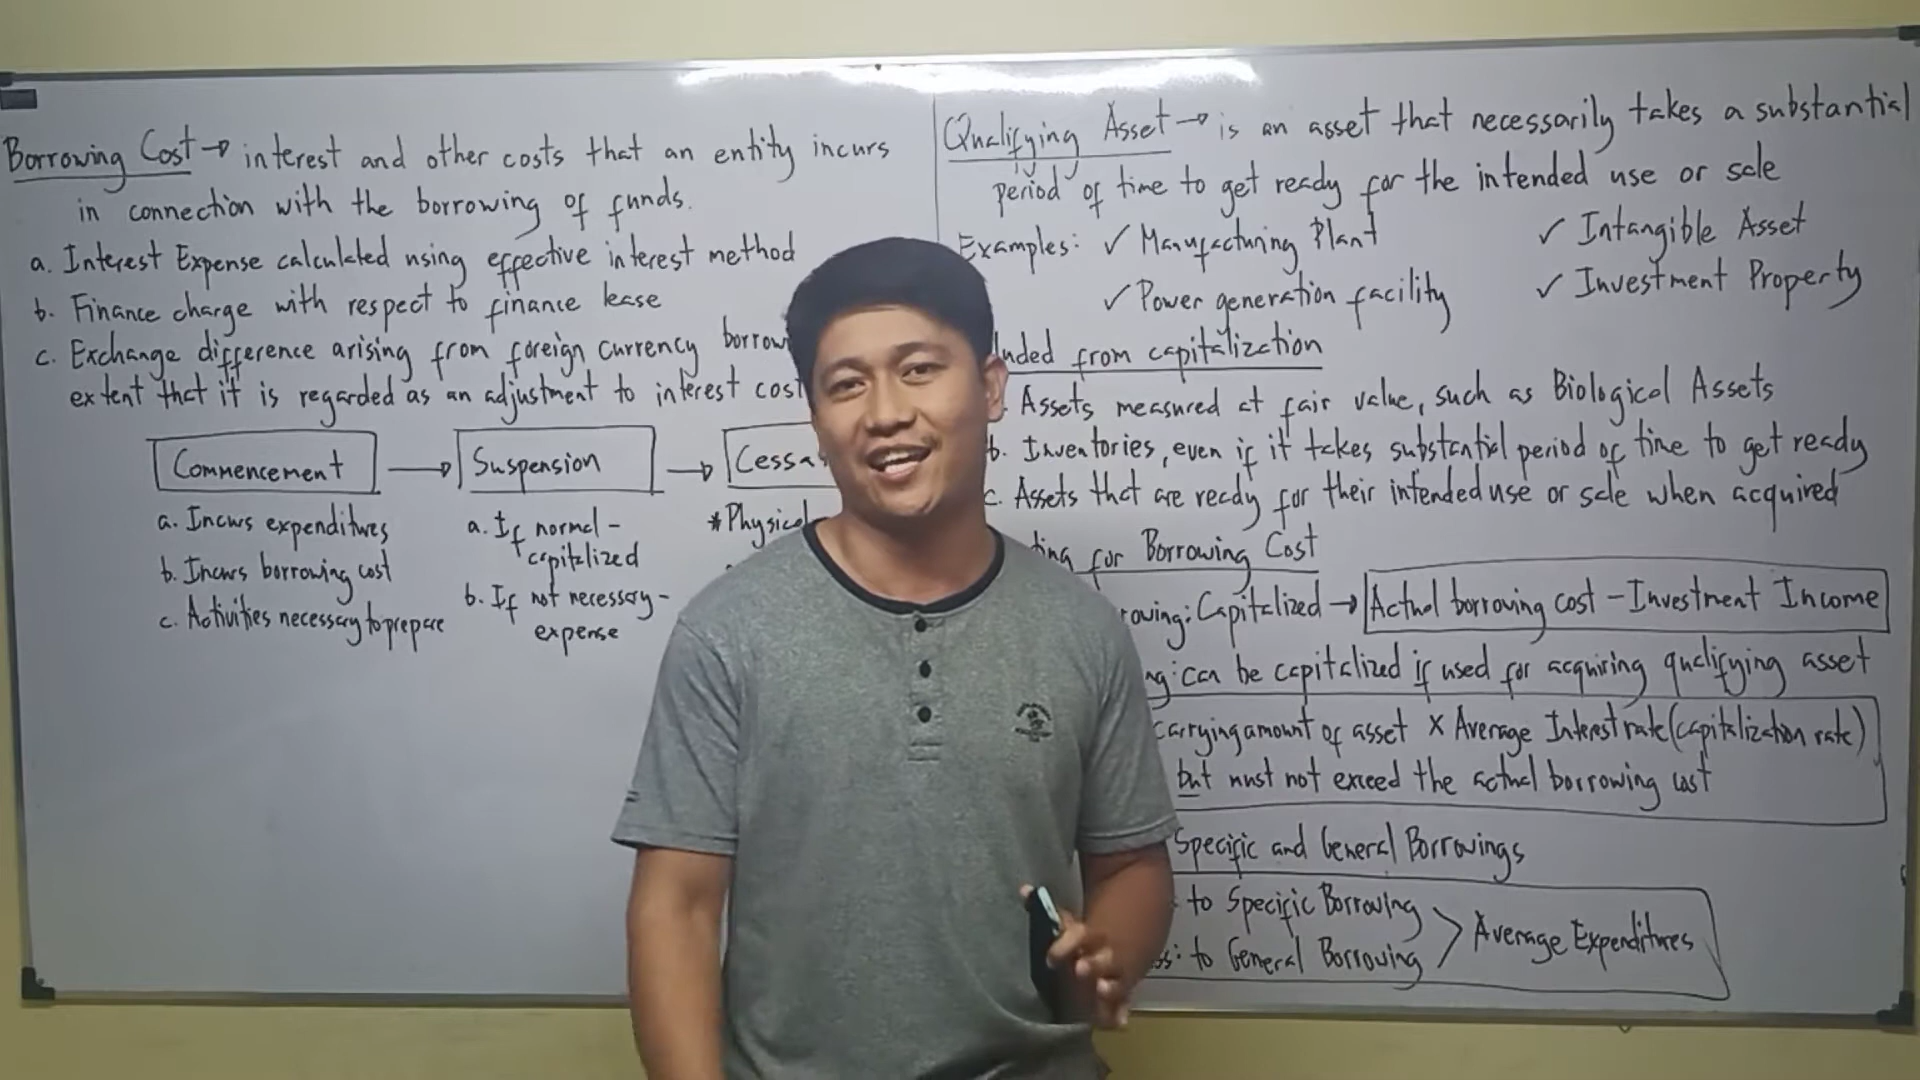 Borrowing Cost → interest and other costs that an entity incurs
in connection with the borrowing of funds.
a. Interest Expense calculated using effective interest method
b. Finance charge with respect to finance lease
c. Exchange difference arising from foreign currency
extent that it is regarded as an adjustment to interest cost
Commencement → Suspension →
a. Incurs expenditures
b. Incurs borrowing cost
c. Activities necessary to prepare
a. If normal -
capitalized
b. If not necessary -
expense
*Physical
Qualifying Asset → is an asset that necessarily takes a substantial
period of time to get ready for the intended use or sale
Examples: ✓ Manufacturing Plant
✓ Power generation facility
✓ Intangible Asset
✓ Investment Property
from capitalization
Assets measured at fair value, such as Biological Assets
b. Inventories, even if it takes substantial period of time to get ready
c. Assets that are ready for their intended use or sale when acquired
for Borrowing Cost
Capitalized → Actual borrowing cost - Investment Income
can be capitalized if used for acquiring qualifying asset
carrying amount of asset x Average Interest rate (capitalization rate)
but must not exceed the actual borrowing cost
Specific and General Borrowings
to Specific Borrowing
to General Borrowing > Average Expenditures